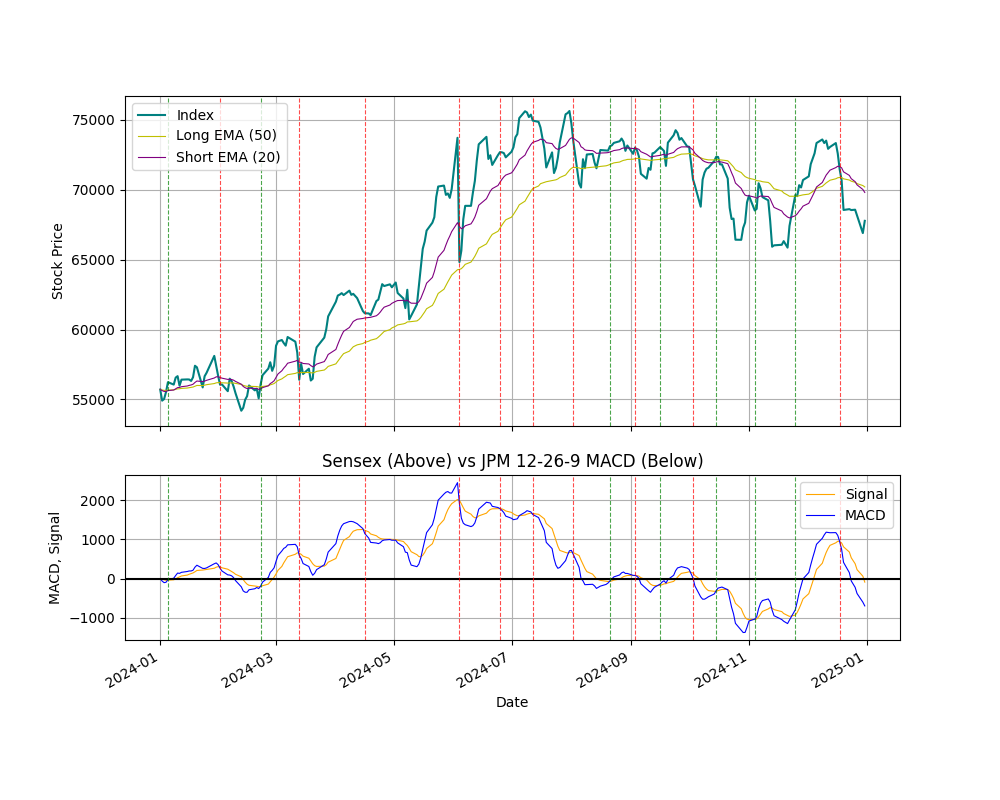 75000
70000
65000
60000
55000
Stock Price
Index
Long EMA (50)
Short EMA (20)
Sensex (Above) vs JPM 12-26-9 MACD (Below)
2000
1000
0
−1000
MACD, Signal
Signal
MACD
2024-01
2024-03
2024-05
2024-07
2024-09
2024-11
2025-01
Date